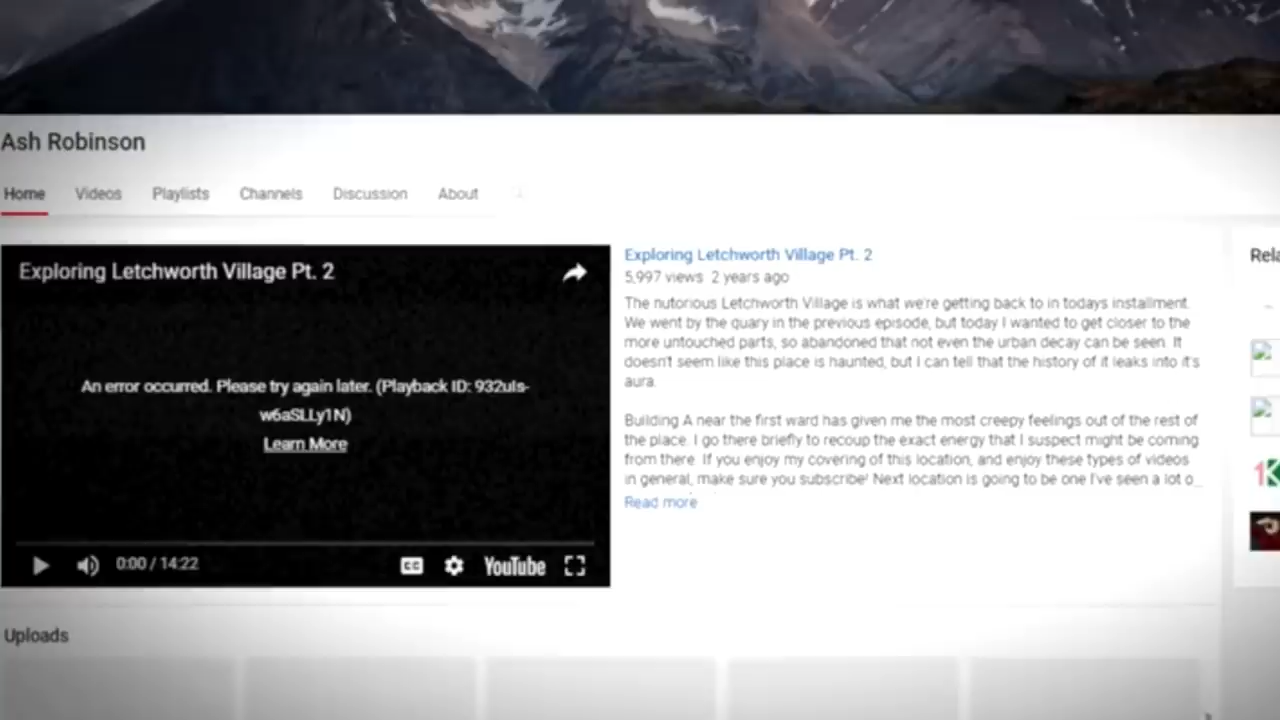 Ash Robinson
Home Videos Playlists Channels Discussion About
Exploring Letchworth Village Pt. 2
An error occurred. Please try again later. (Playback ID: 932uIs-
w6aSLLy1N)
Learn More
0:00 / 14:22
CC
YouTube
Exploring Letchworth Village Pt. 2
5,997 views 2 years ago
The nutorious Letchworth Village is what we're getting back to in todays installment.
We went by the quary in the previous episode, but today I wanted to get closer to the
more untouched parts, so abandoned that not even the urban decay can be seen. It
doesn't seem like this place is haunted, but I can tell that the history of it leaks into it's
aura.
Building A near the first ward has given me the most creepy feelings out of the rest of
the place. I go there briefly to recoup the exact energy that I suspect might be coming
from there. If you enjoy my covering of this location, and enjoy these types of videos
in general, make sure you subscribe! Next location is going to be one I've seen a lot o...
Read more
Rela
1K
Uploads